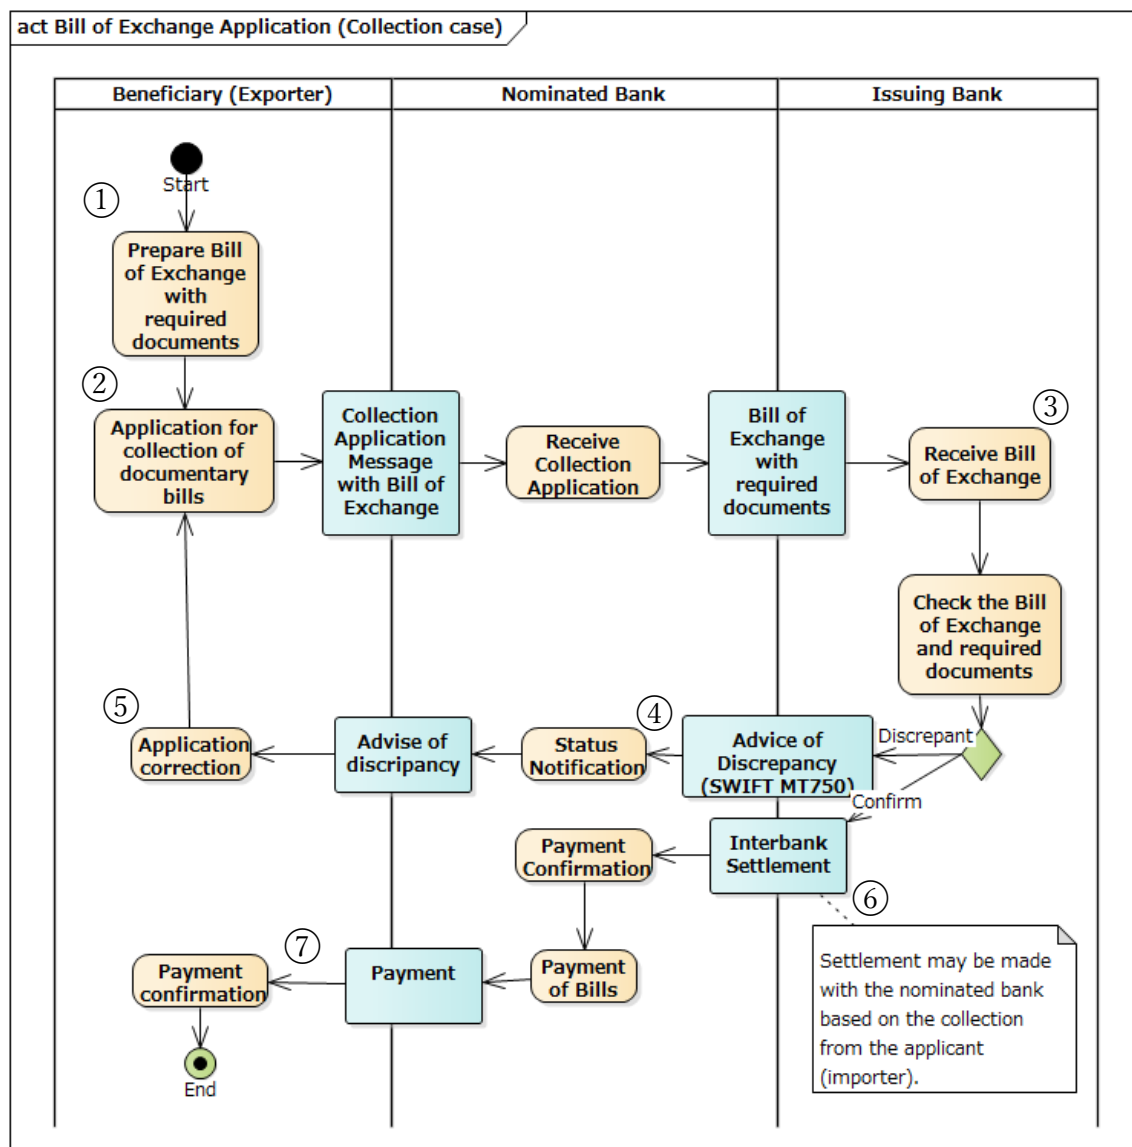 act Bill of Exchange Application (Collection case)
Beneficiary (Exporter)
Nominated Bank
Issuing Bank
Start
①
Prepare Bill
of Exchange
with
required
documents
②
Application for
collection of
documentary
bills
Collection
Application
Message
with Bill of
Exchange
Receive
Collection
Application
Bill of
Exchange
with
required
documents
③
Receive Bill
of Exchange
Check the Bill
of Exchange
and required
documents
Discrepant
Confirm
④
Advice of
Discrepancy
(SWIFT MT750)
Status
Notification
Advise of
discripancy
⑤
Application
correction
Interbank
Settlement
⑥
Settlement may be made
with the nominated bank
based on the collection
from the applicant
(importer).
Payment
Confirmation
Payment
of Bills
Payment
⑦
Payment
confirmation
End